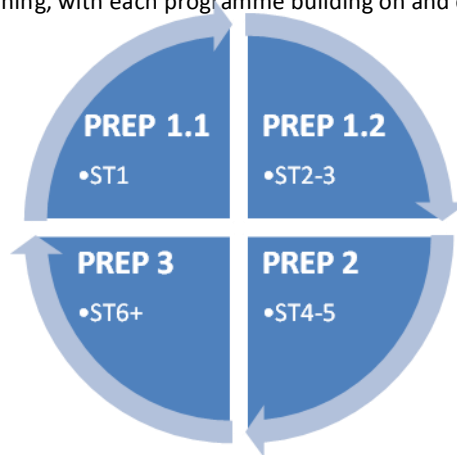 ning, with each programme building on and
PREP 1.1
•ST1
PREP 1.2
•ST2-3
PREP 3
•ST6+
PREP 2
•ST4-5